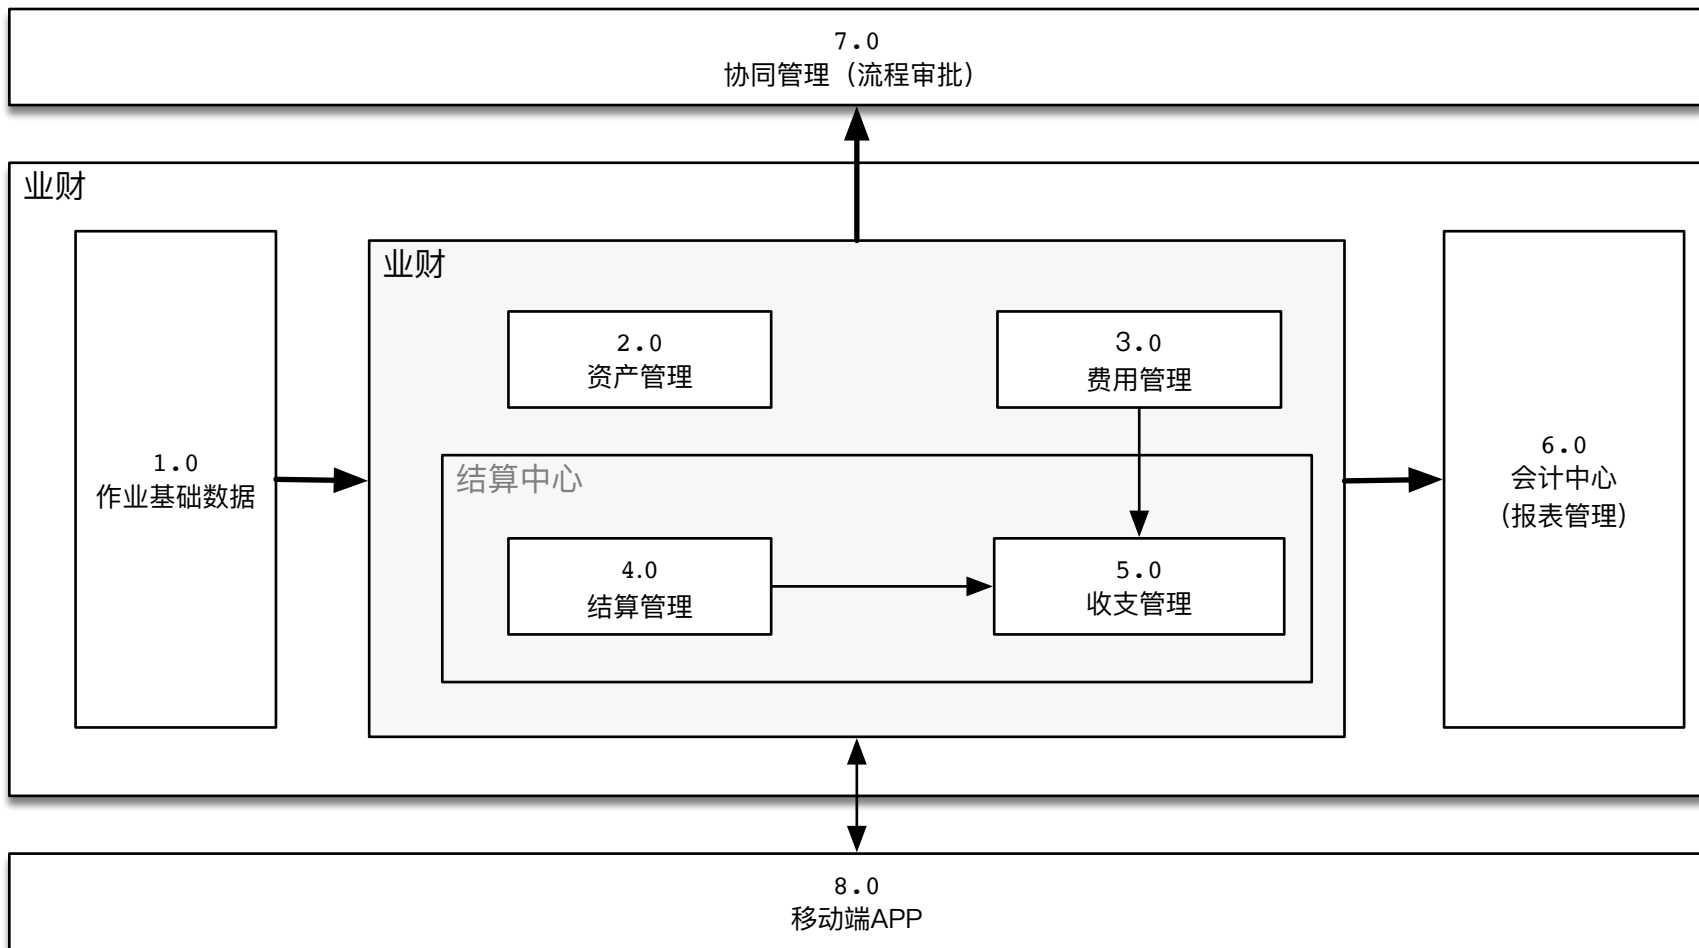 7.0
协同管理（流程审批）
业财
业财
2.0
资产管理
3.0
费用管理
1.0
作业基础数据
结算中心
6.0
会计中心
（报表管理）
4.0
结算管理
5.0
收支管理
8.0
移动端APP